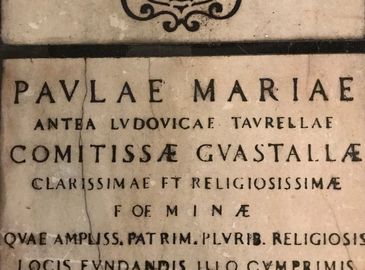 PAVLAE MARIAE
ANTEA LVDOVICAE TAVRELLAE
COMITISSÆ GVASTALLÆ
CLARISSIMAE ET RELIGIOSISSIMÆ
FOEMINÆ
QVAE AMPLISS. PATRIM. PLVRIB. RELIGIOSIS
LOCIS FVNDANDIS ILLO CVMPRIMIS